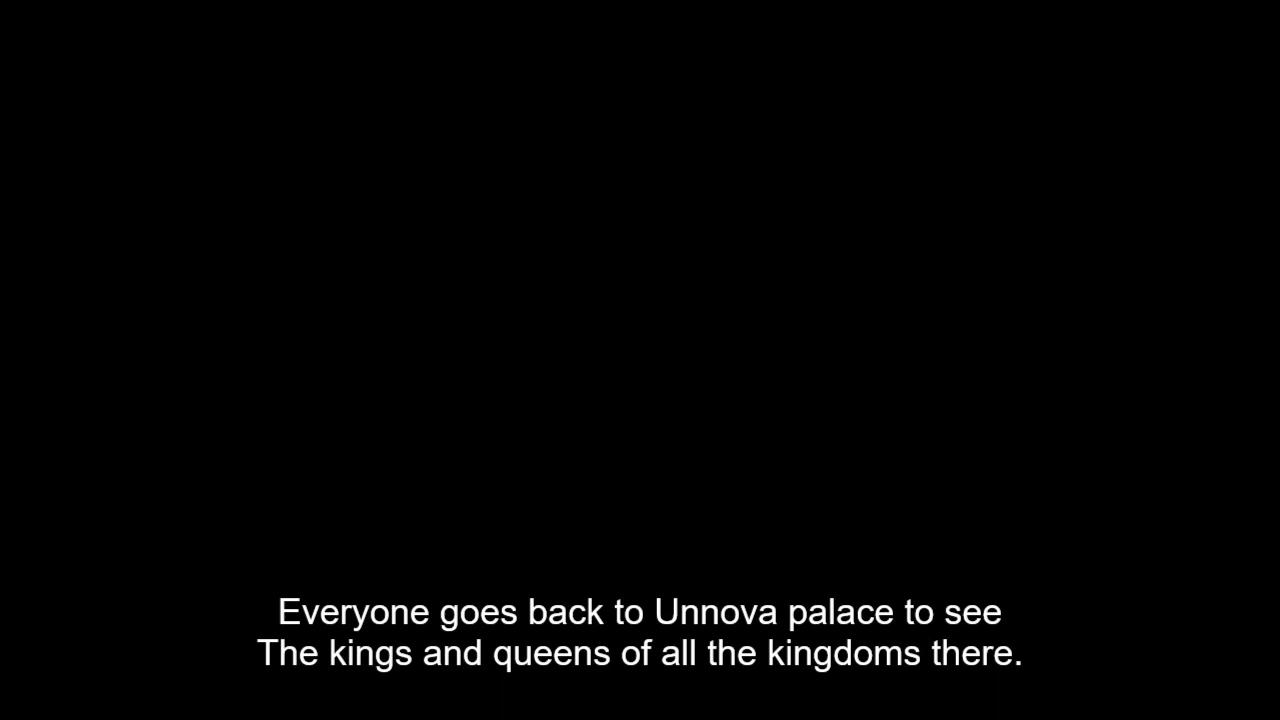 Everyone goes back to Unnova palace to see
The kings and queens of all the kingdoms there.